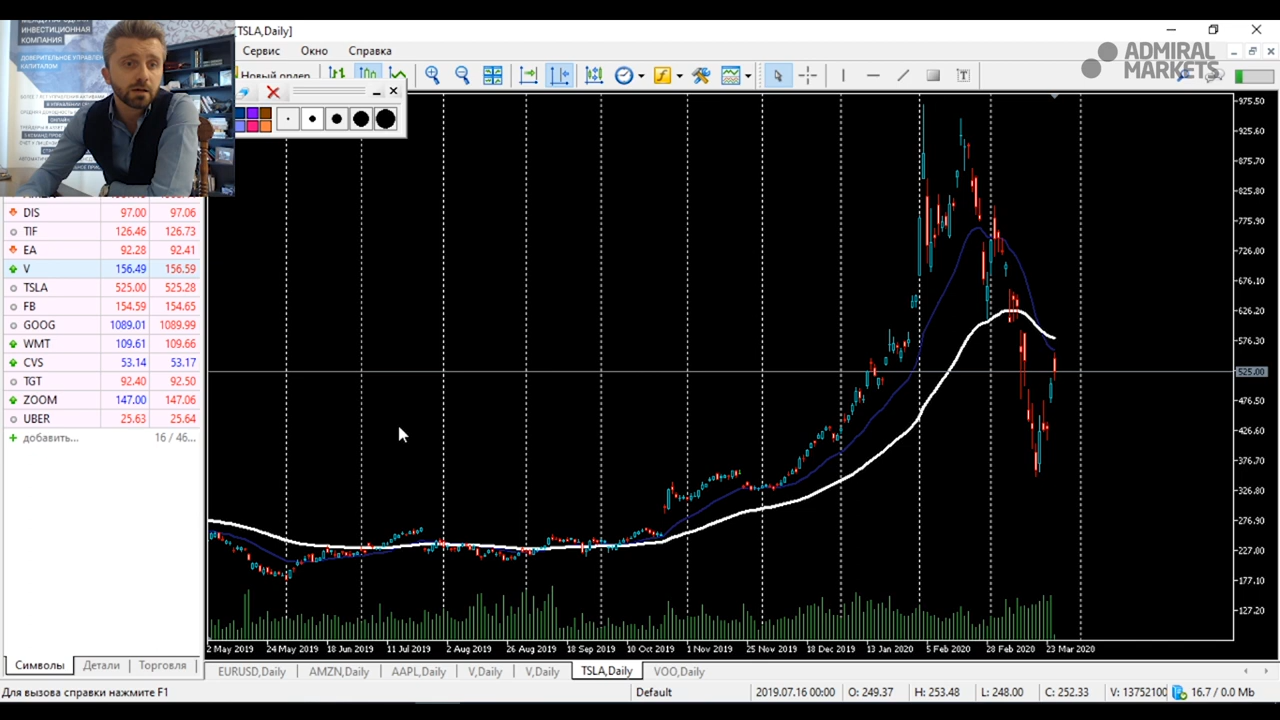 МЕЖДУНАРОДНАЯ
ИНВЕСТИЦИОННАЯ
КОМПАНИЯ
ДОВЕРИТЕЛЬНОЕ УПРАВЛЕН
КАПИТАЛОМ
[TSLA,Daily]
Сервис Окно Справка
Новый ордер
ADMIRAL
MARKETS
DIS 97.00 97.06
TIF 126.46 126.73
EA 92.28 92.41
V 156.49 156.59
TSLA 525.00 525.28
FB 154.59 154.65
GOOG 1089.01 1089.99
WMT 109.61 109.66
CVS 53.14 53.17
TGT 92.40 92.50
ZOOM 147.00 147.06
UBER 25.63 25.64
добавить... 16 / 46...
975.50
925.60
875.70
825.80
775.90
726.00
676.10
626.20
576.30
525.00
476.50
426.60
376.70
326.80
276.90
227.00
177.10
127.20
2 May 2019 24 May 2019 18 Jun 2019 11 Jul 2019 2 Aug 2019 26 Aug 2019 18 Sep 2019 10 Oct 2019 1 Nov 2019 25 Nov 2019 18 Dec 2019 13 Jan 2020 5 Feb 2020 28 Feb 2020 23 Mar 2020
Символы Детали Торговля
EURUSD,Daily AMZN,Daily AAPL,Daily V,Daily V,Daily TSLA,Daily VOO,Daily
Для вызова справки нажмите F1 Default 2019.07.16 00:00 O: 249.37 H: 253.48 L: 248.00 C: 252.33 V: 13752100 16.7 / 0.0 Mb